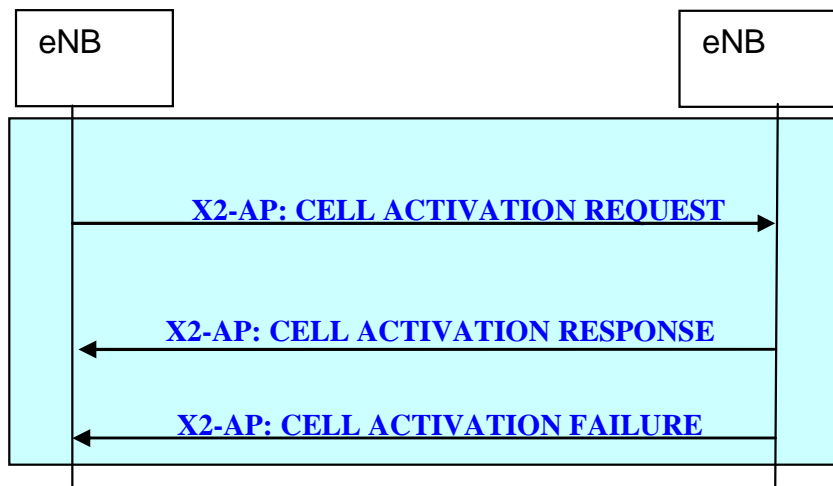 eNB
eNB
X2-AP: CELL ACTIVATION REQUEST
X2-AP: CELL ACTIVATION RESPONSE
X2-AP: CELL ACTIVATION FAILURE